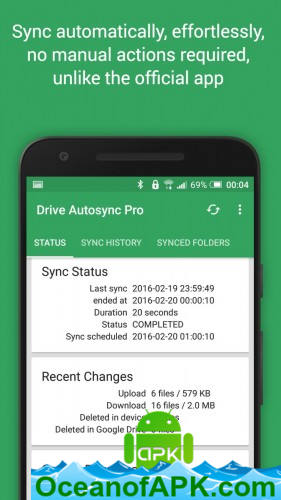 Sync automatically, effortlessly,
no manual actions required,
unlike the official app
69% 00:04
Drive Autosync Pro
STATUS SYNC HISTORY SYNCED FOLDERS
Sync Status
Last sync 2016-02-19 23:59:49
ended at 2016-02-20 00:00:10
Duration 20 seconds
Status COMPLETED
Sync scheduled 2016-02-20 01:00:10
Recent Changes
Upload 6 files / 579 KB
Download 16 files / 2.0 MB
Deleted in device
Deleted in Google Drive
APK
OceanofAPK.com